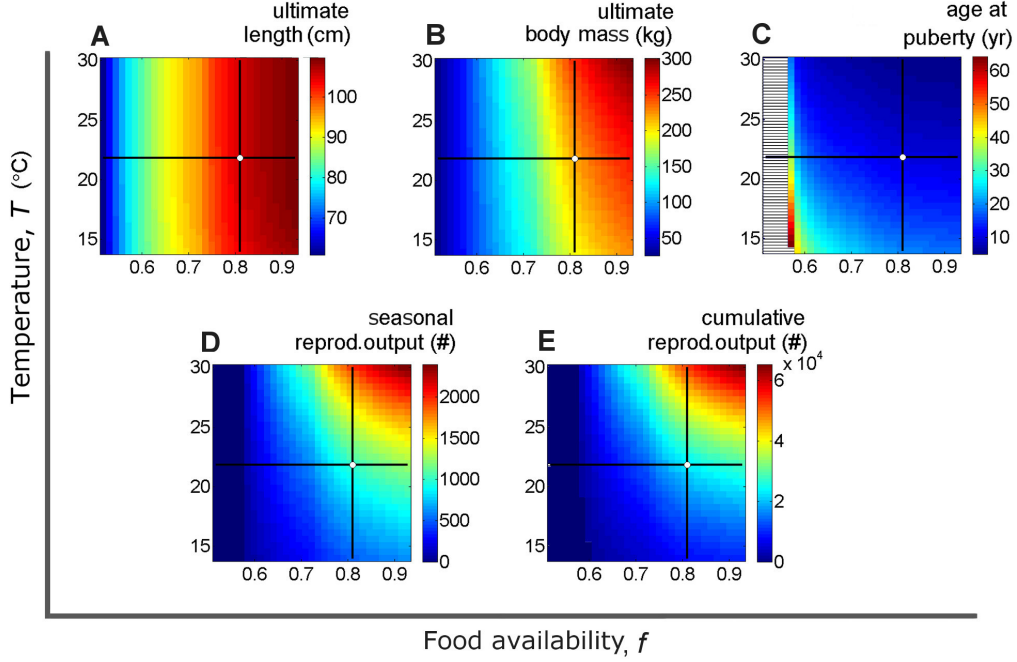 A
ultimate
length (cm)
30
25
20
15
0.6 0.7 0.8 0.9
100
90
80
70
B
ultimate
body mass (kg)
30
25
20
15
0.6 0.7 0.8 0.9
300
250
200
150
100
50
C
age at
puberty (yr)
30
25
20
15
0.6 0.7 0.8 0.9
60
50
40
30
20
10
D
seasonal
reprod.output (#)
30
25
20
15
0.6 0.7 0.8 0.9
2000
1500
1000
500
0
E
cumulative
reprod.output (#)
30
25
20
15
0.6 0.7 0.8 0.9
x 10⁴
6
4
2
0
Temperature, T (°C)
Food availability, f